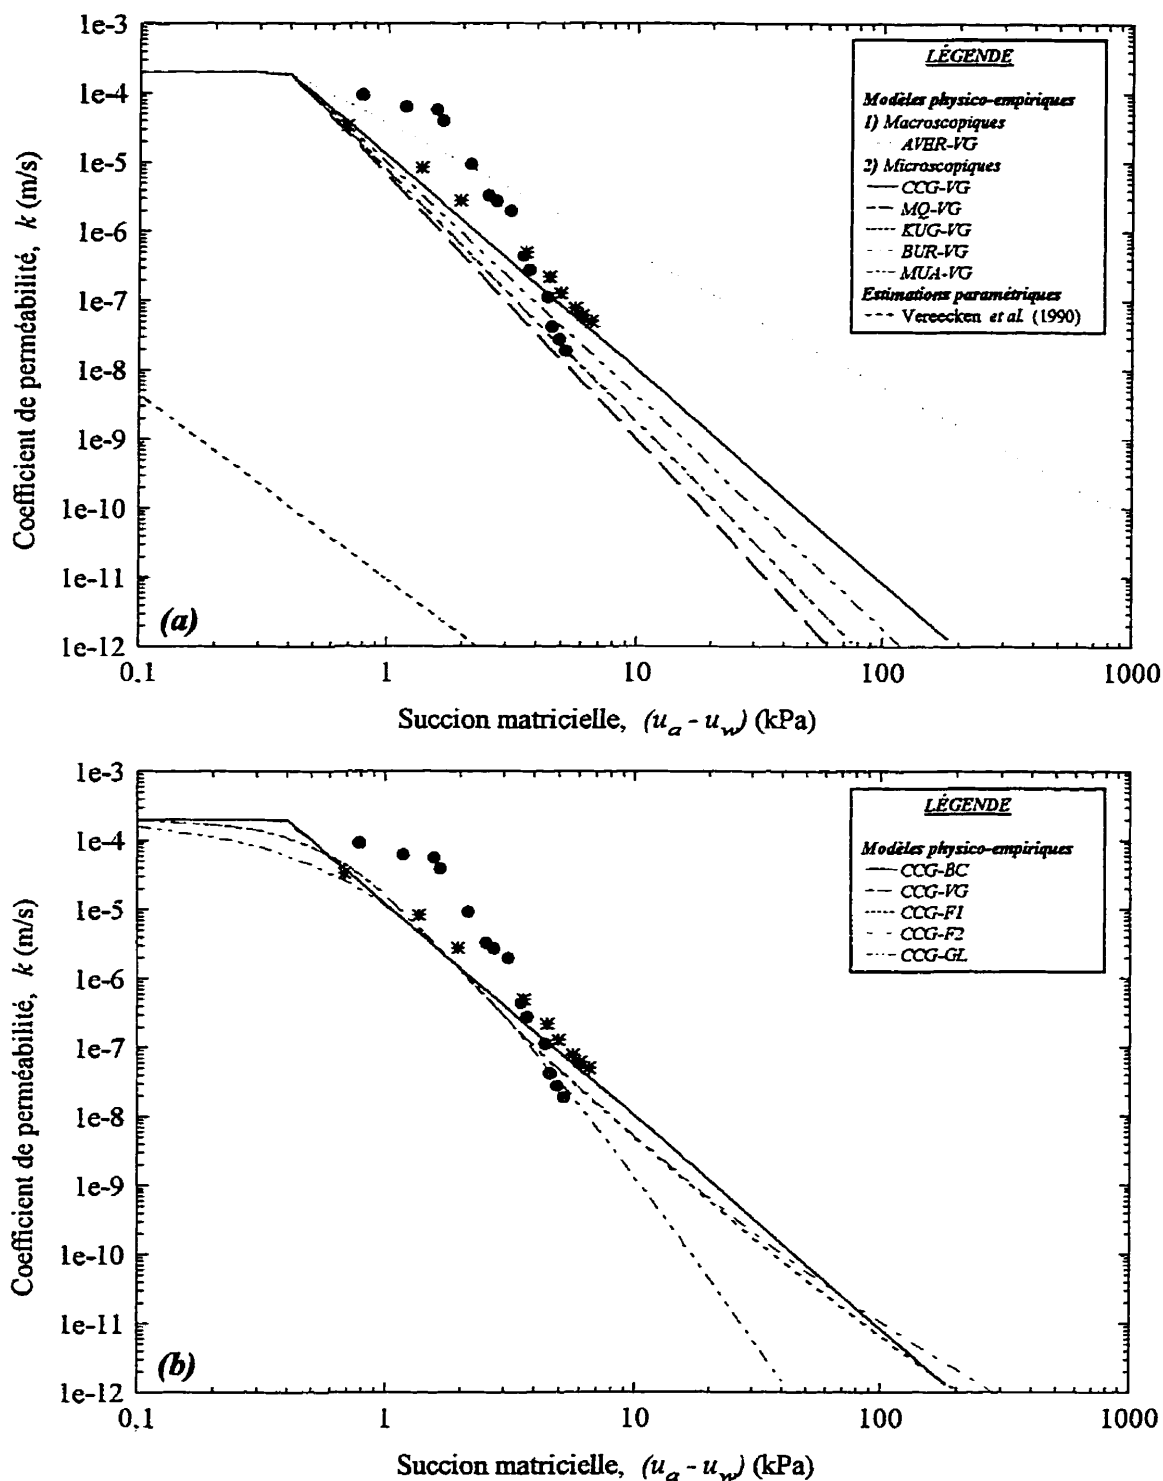 1e-3
1e-4
1e-5
1e-6
1e-7
1e-8
1e-9
1e-10
1e-11
1e-12
Coefficient de perméabilité, k (m/s)
LÉGENDE
Modèles physico-empiriques
1) Macroscopiques
AVER-VG
2) Microscopiques
CCG-VG
MQ-VG
KUG-VG
BUR-VG
MUA-VG
Estimations paramétriques
Vereecken et al. (1990)
(a)
0.1 1 10 100 1000
Succion matricielle, (u_a - u_w) (kPa)
1e-3
1e-4
1e-5
1e-6
1e-7
1e-8
1e-9
1e-10
1e-11
1e-12
Coefficient de perméabilité, k (m/s)
LÉGENDE
Modèles physico-empiriques
CCG-BC
CCG-VG
CCG-F1
CCG-F2
CCG-GL
(b)
0.1 1 10 100 1000
Succion matricielle, (u_a - u_w) (kPa)